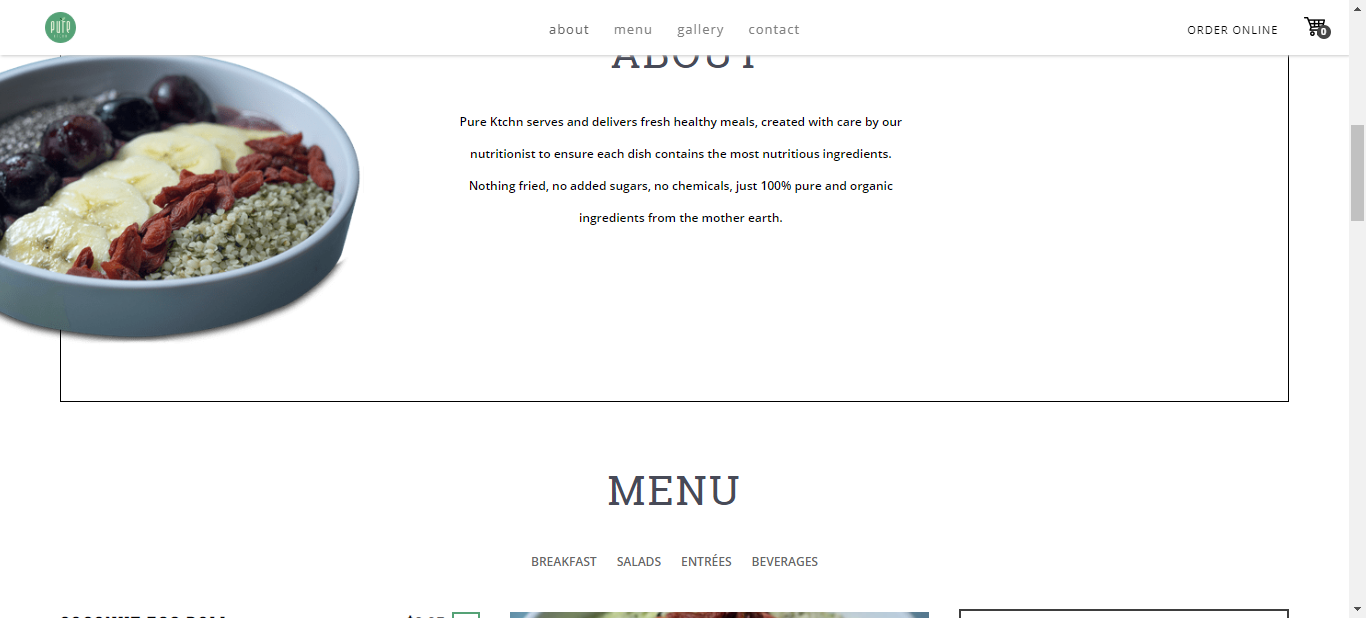 pure
about menu gallery contact
ORDER ONLINE
0
ABOUT
Pure Ktchn serves and delivers fresh healthy meals, created with care by our
nutritionist to ensure each dish contains the most nutritious ingredients.
Nothing fried, no added sugars, no chemicals, just 100% pure and organic
ingredients from the mother earth.
MENU
BREAKFAST SALADS ENTRÉES BEVERAGES